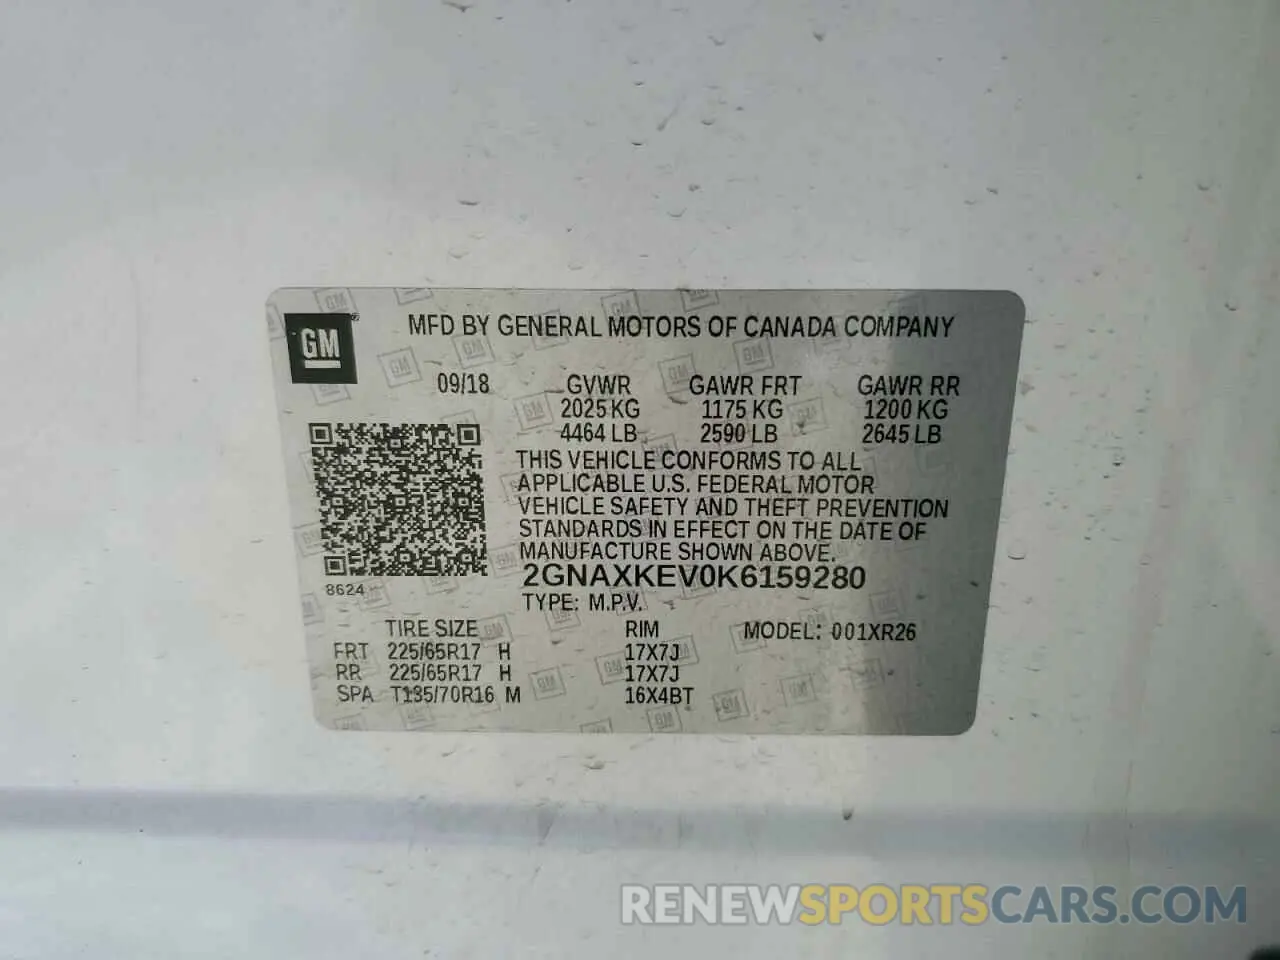 GM®
MFD BY GENERAL MOTORS OF CANADA COMPANY
09/18 GVWR GAWR FRT GAWR RR
2025 KG 1175 KG 1200 KG
4464 LB 2590 LB 2645 LB
THIS VEHICLE CONFORMS TO ALL
APPLICABLE U.S. FEDERAL MOTOR
VEHICLE SAFETY AND THEFT PREVENTION
STANDARDS IN EFFECT ON THE DATE OF
MANUFACTURE SHOWN ABOVE.
2GNAXKEV0K6159280
8624
TYPE: M.P.V.
TIRE SIZE RIM MODEL: 001XR26
FRT 225/65R17 H 17X7J
RR 225/65R17 H 17X7J
SPA T135/70R16 M 16X4BT
RENEWSPORTSCARS.COM